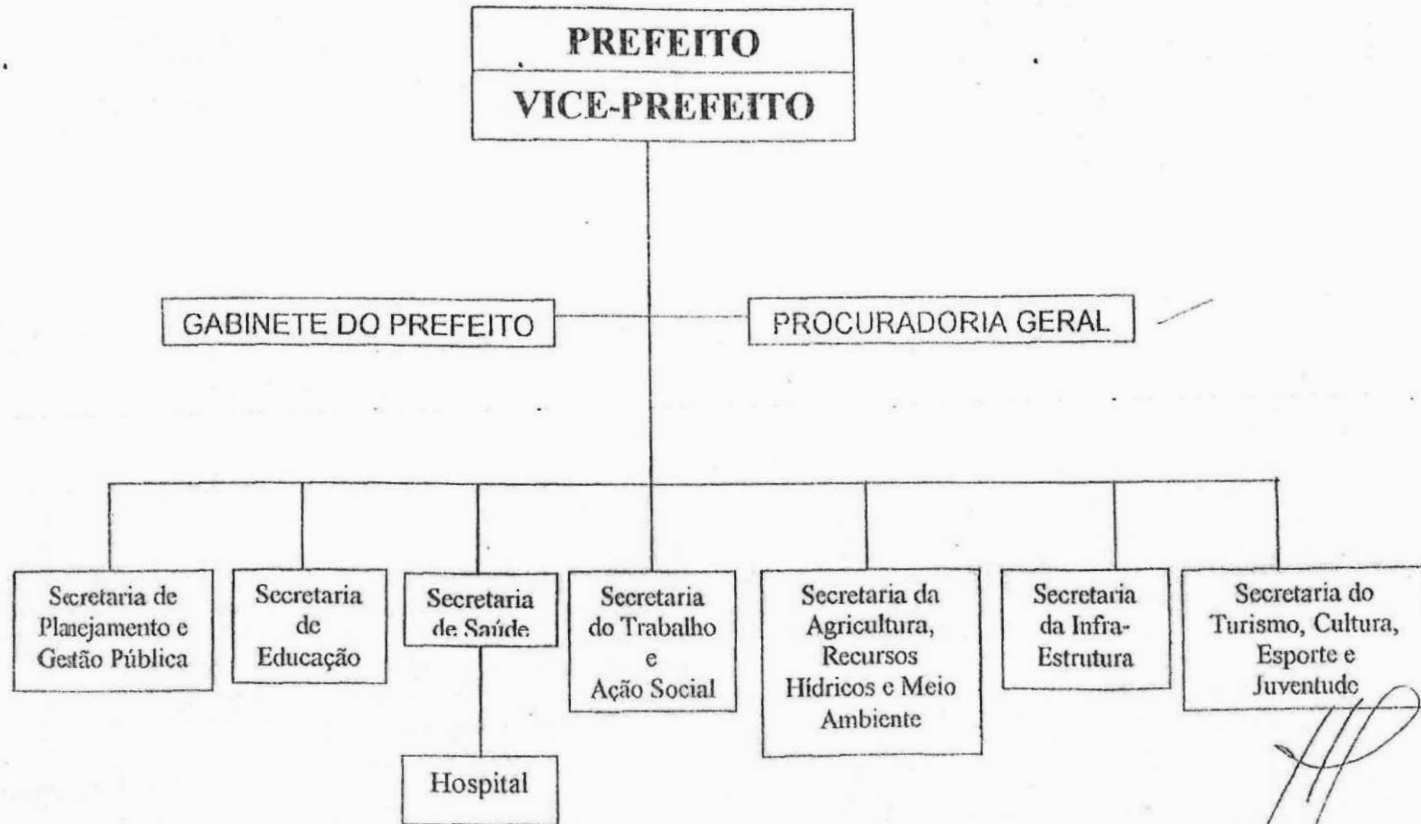 PREFEITO
VICE-PREFEITO
GABINETE DO PREFEITO
PROCURADORIA GERAL
Secretaria de
Planejamento e
Gestão Pública
Secretaria
de
Educação
Secretaria
de Saúde
Secretaria
do Trabalho
e
Ação Social
Secretaria da
Agricultura,
Recursos
Hídricos e Meio
Ambiente
Secretaria
da Infra-
Estrutura
Secretaria do
Turismo, Cultura,
Esporte e
Juventude
Hospital